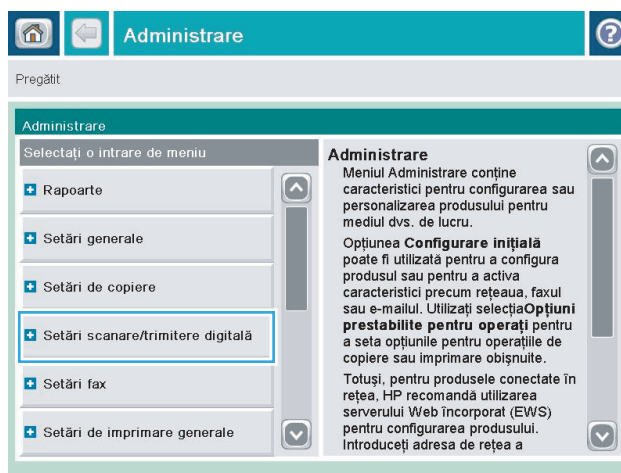 Administrare
?
Pregătit
Administrare
Selectați o intrare de meniu
Rapoarte
Setări generale
Setări de copiere
Setări scanare/trimitere digitală
Setări fax
Setări de imprimare generale
Administrare
Meniul Administrare conține
caracteristici pentru configurarea sau
personalizarea produsului pentru
mediul dvs. de lucru.
Opțiunea Configurare inițială
poate fi utilizată pentru a configura
produsul sau pentru a activa
caracteristici precum rețeaua, faxul
sau e-mailul. Utilizați selecțiaOpțiuni
prestabilite pentru operați pentru
a seta opțiunile pentru operațiile de
copiere sau imprimare obișnuite.
Totuși, pentru produsele conectate în
rețea, HP recomandă utilizarea
serverului Web încorporat (EWS)
pentru configurarea produsului.
Introduceți adresa de rețea a